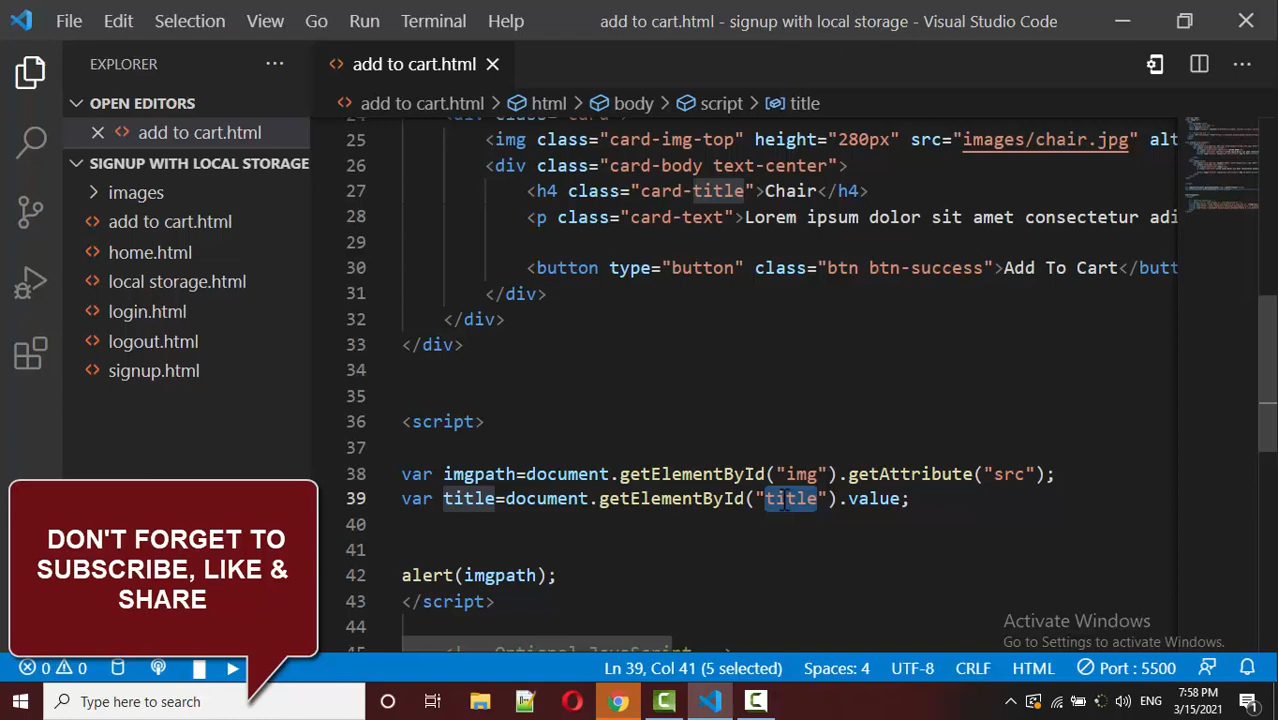 File Edit Selection View Go Run Terminal Help add to cart.html - signup with local storage - Visual Studio Code
EXPLORER
add to cart.html
OPEN EDITORS
add to cart.html > html > body > script > title
add to cart.html
SIGNUP WITH LOCAL STORAGE
images
add to cart.html
home.html
local storage.html
login.html
logout.html
signup.html
25 <img class="card-img-top" height="280px" src="images/chair.jpg" alt
26 <div class="card-body text-center">
27 <h4 class="card-title">Chair</h4>
28 <p class="card-text">Lorem ipsum dolor sit amet consectetur adi
29
30 <button type="button" class="btn btn-success">Add To Cart</butt
31 </div>
32 </div>
33 </div>
34
35
36 <script>
37
38 var imgpath=document.getElementById("img").getAttribute("src");
39 var title=document.getElementById("title").value;
40
41
42 alert(imgpath);
43 </script>
44
DON'T FORGET TO
SUBSCRIBE, LIKE &
SHARE
Activate Windows
Go to Settings to activate Windows.
0 0 Ln 39, Col 41 (5 selected) Spaces: 4 UTF-8 CRLF HTML Port : 5500
Type here to search
ENG
7:58 PM
3/15/2021
1